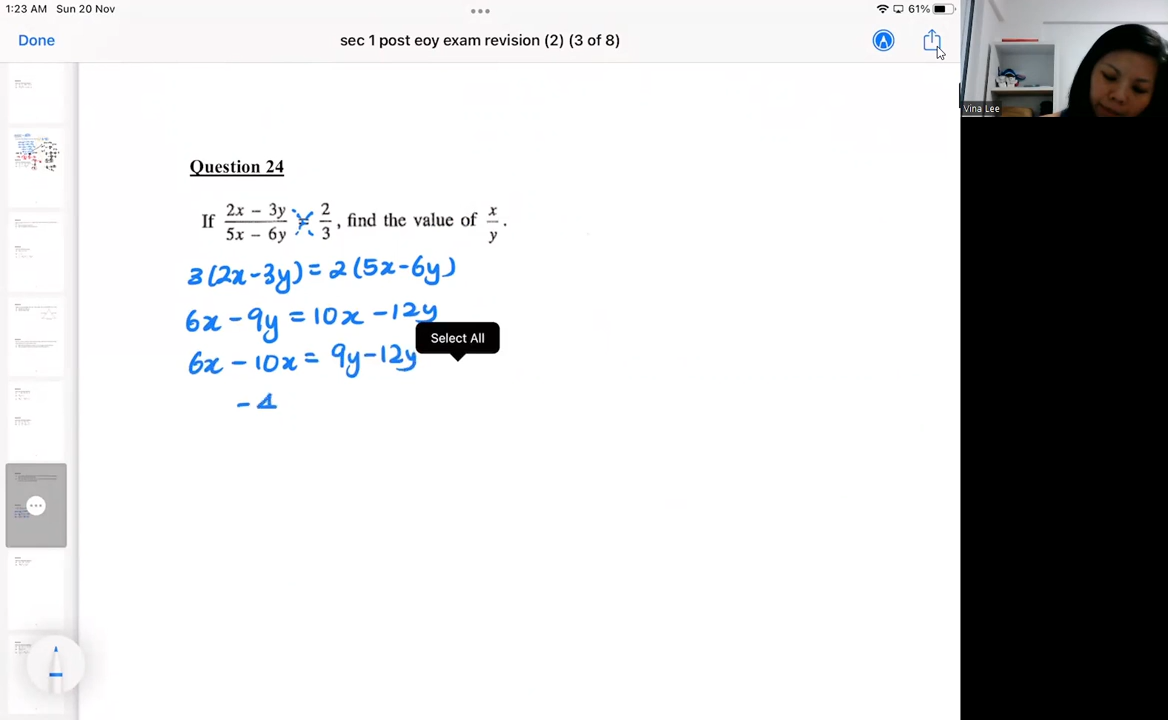 1:23 AM Sun 20 Nov
61%
Done
sec 1 post eoy exam revision (2) (3 of 8)
Vina Lee
Question 24
If (2x - 3y)/(5x - 6y) = 2/3, find the value of x/y.
3(2x-3y) = 2(5x-6y)
6x - 9y = 10x - 12y
Select All
6x - 10x = 9y - 12y
- 4